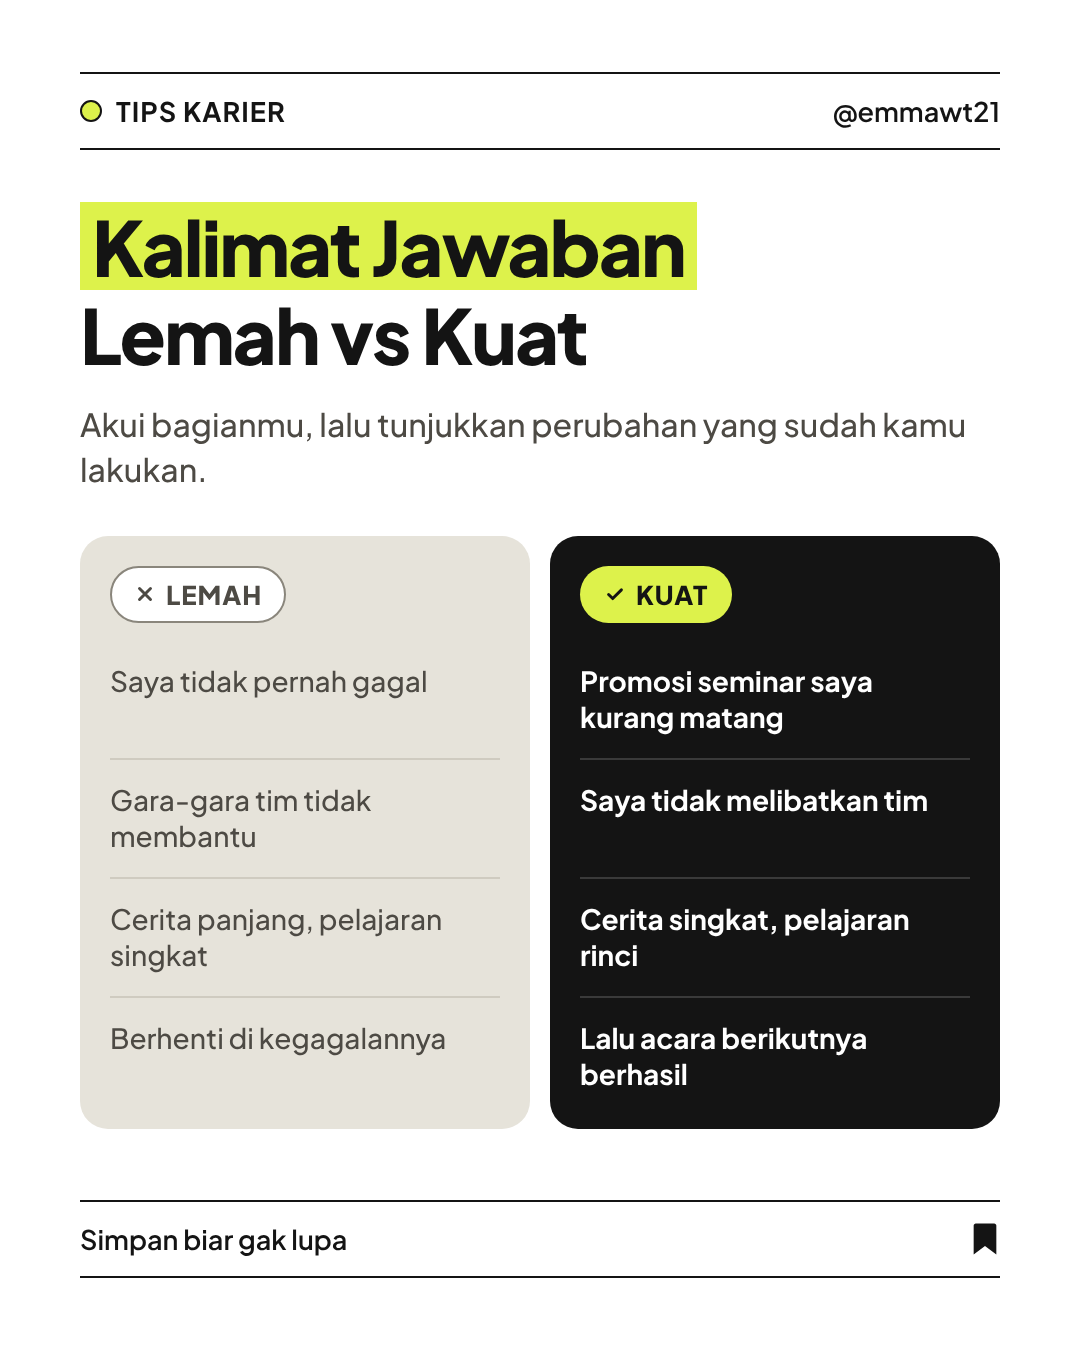 TIPS KARIER
@emmawt21
Kalimat Jawaban
Lemah vs Kuat
Akui bagianmu, lalu tunjukkan perubahan yang sudah kamu
lakukan.
LEMAH
Saya tidak pernah gagal
Gara-gara tim tidak
membantu
Cerita panjang, pelajaran
singkat
Berhenti di kegagalannya
KUAT
Promosi seminar saya
kurang matang
Saya tidak melibatkan tim
Cerita singkat, pelajaran
rinci
Lalu acara berikutnya
berhasil
Simpan biar gak lupa